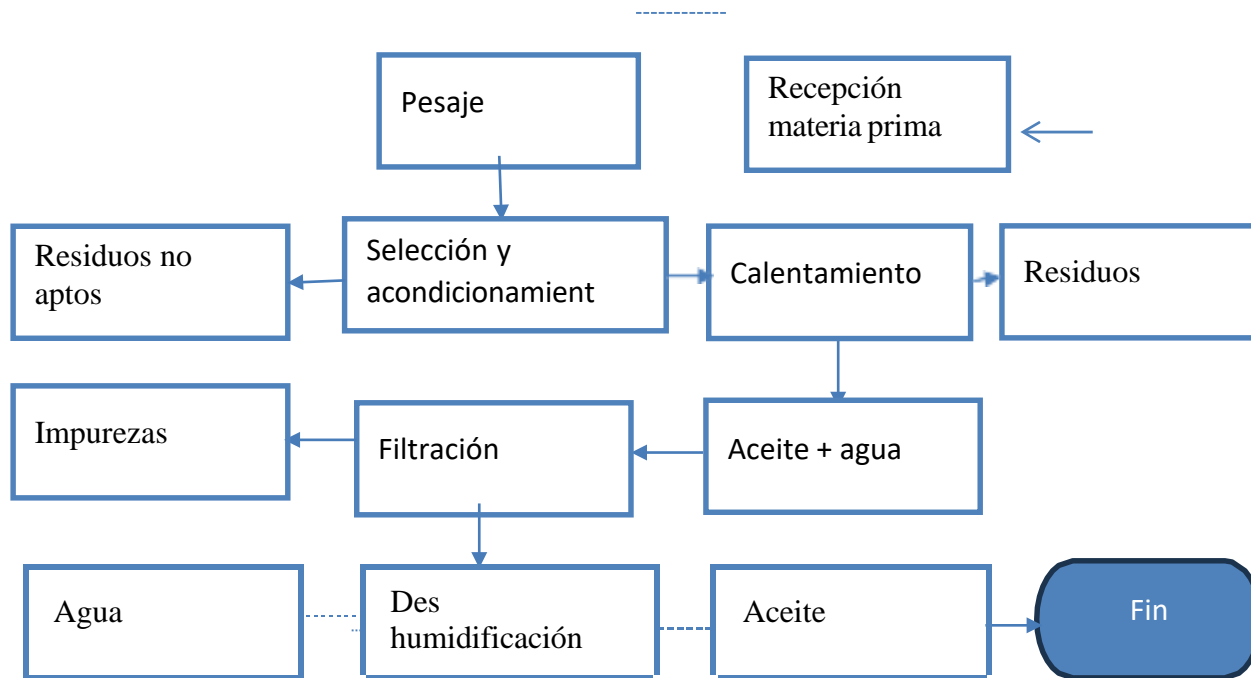 Pesaje
Recepción
materia prima
Residuos no
aptos
Selección y
acondicionamient
Calentamiento
Residuos
Impurezas
Filtración
Aceite + agua
Agua
Des
humidificación
Aceite
Fin